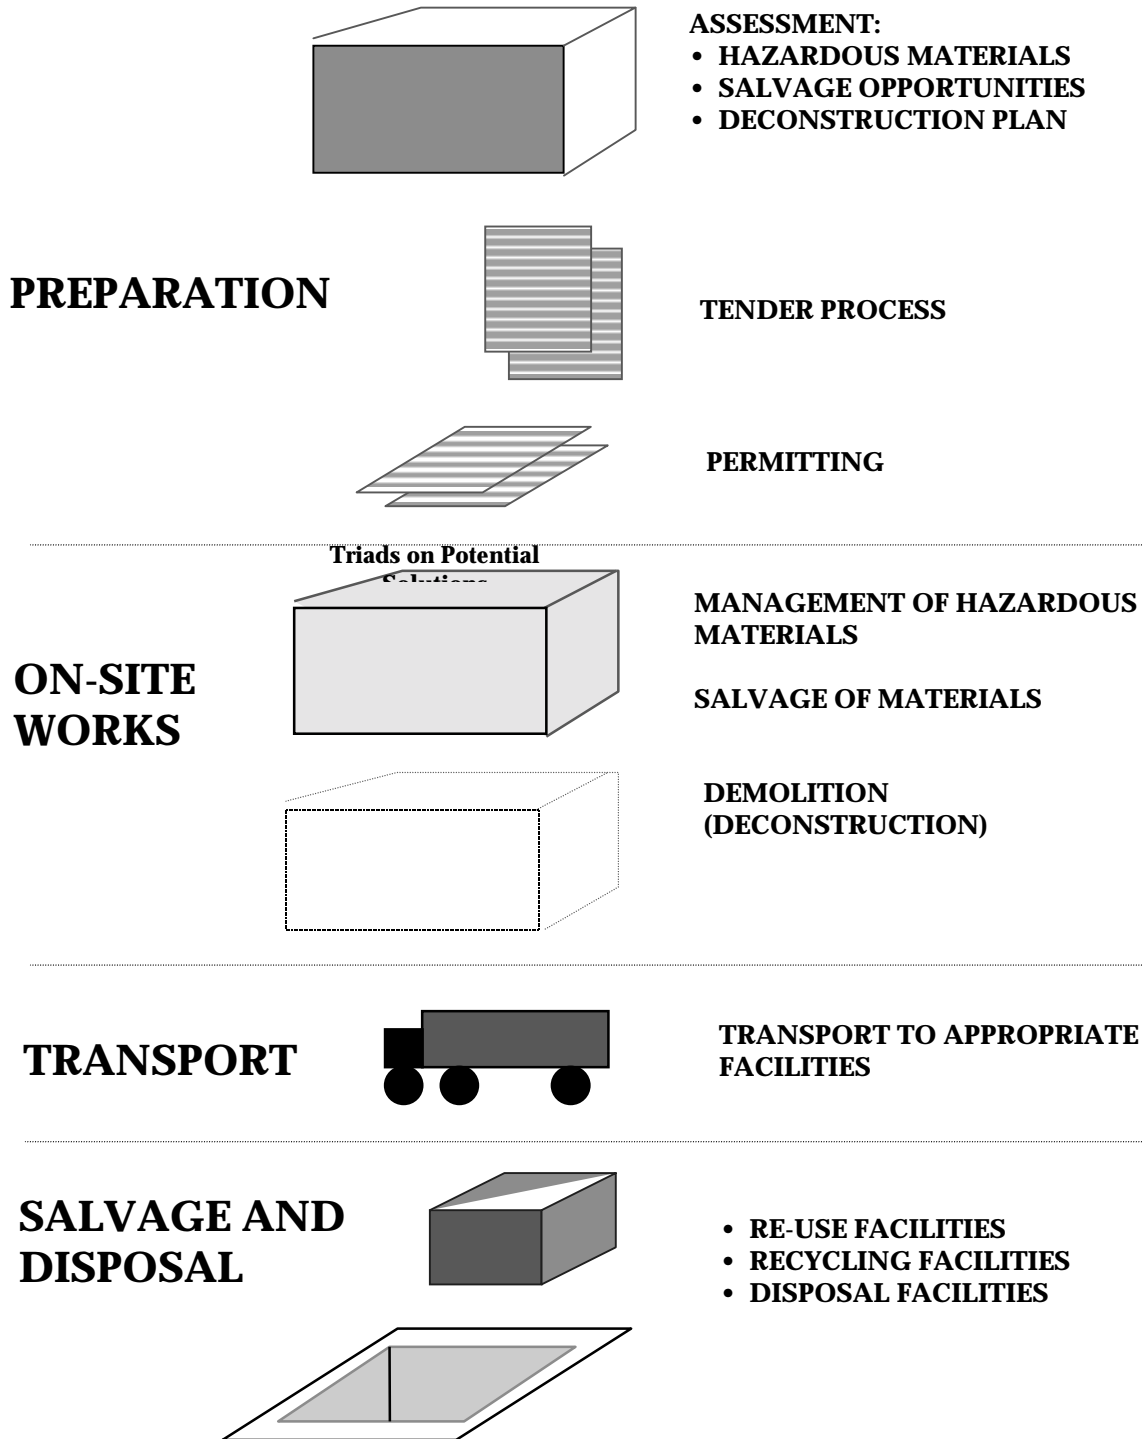 ASSESSMENT:
• HAZARDOUS MATERIALS
• SALVAGE OPPORTUNITIES
• DECONSTRUCTION PLAN
PREPARATION
TENDER PROCESS
PERMITTING
Triads on Potential
Solutions
ON-SITE
WORKS
MANAGEMENT OF HAZARDOUS
MATERIALS
SALVAGE OF MATERIALS
DEMOLITION
(DECONSTRUCTION)
TRANSPORT
TRANSPORT TO APPROPRIATE
FACILITIES
SALVAGE AND
DISPOSAL
• RE-USE FACILITIES
• RECYCLING FACILITIES
• DISPOSAL FACILITIES